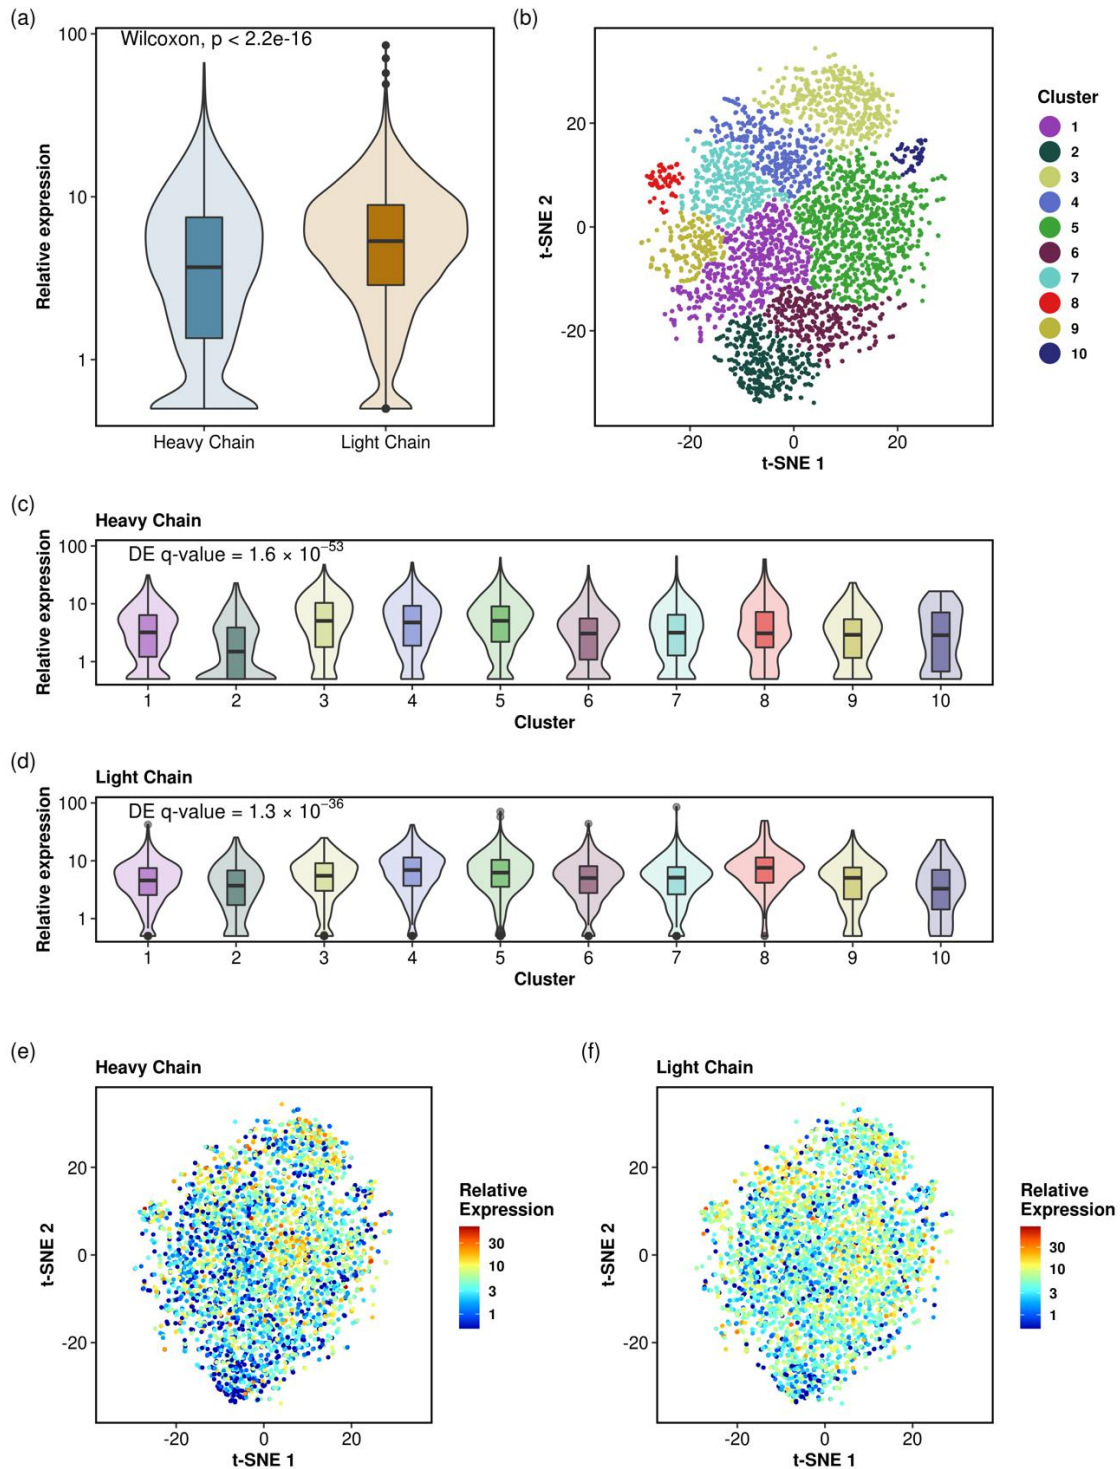 (a)
Wilcoxon, p < 2.2e-16
Relative expression
100
10
1
Heavy Chain
Light Chain
(b)
t-SNE 2
20
0
-20
-20
0
20
t-SNE 1
Cluster
1
2
3
4
5
6
7
8
9
10
(c)
Heavy Chain
DE q-value = 1.6 × 10⁻⁵³
Relative expression
100
10
1
1
2
3
4
5
6
7
8
9
10
Cluster
(d)
Light Chain
DE q-value = 1.3 × 10⁻³⁶
Relative expression
100
10
1
1
2
3
4
5
6
7
8
9
10
Cluster
(e)
Heavy Chain
t-SNE 2
20
0
-20
-20
0
20
t-SNE 1
Relative
Expression
30
10
3
1
(f)
Light Chain
t-SNE 2
20
0
-20
-20
0
20
t-SNE 1
Relative
Expression
30
10
3
1